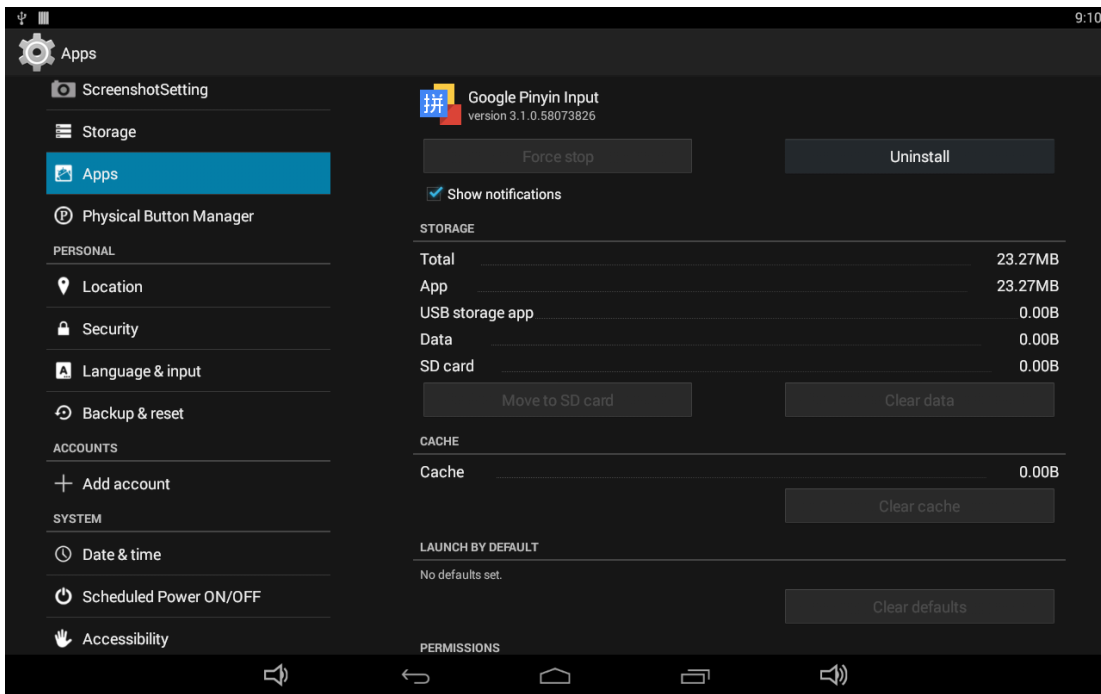 9:10
Apps
ScreenshotSetting
Storage
Apps
Physical Button Manager
PERSONAL
Location
Security
Language & input
Backup & reset
ACCOUNTS
Add account
SYSTEM
Date & time
Scheduled Power ON/OFF
Accessibility
拼
Google Pinyin Input
version 3.1.0.58073826
Force stop
Uninstall
Show notifications
STORAGE
Total 23.27MB
App 23.27MB
USB storage app 0.00B
Data 0.00B
SD card 0.00B
Move to SD card
Clear data
CACHE
Cache 0.00B
Clear cache
LAUNCH BY DEFAULT
No defaults set.
Clear defaults
PERMISSIONS